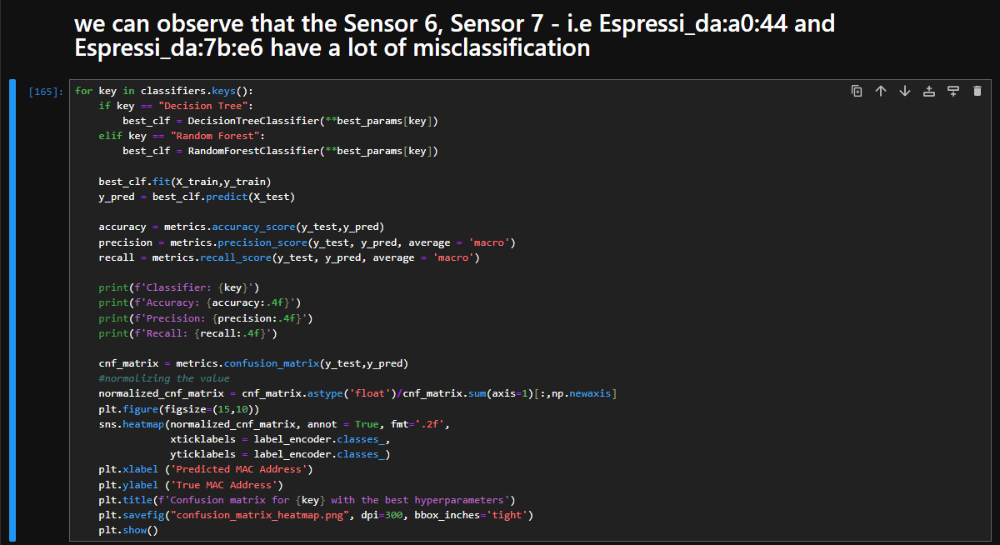 we can observe that the Sensor 6, Sensor 7 - i.e Espressi_da:a0:44 and
Espressi_da:7b:e6 have a lot of misclassification
[165]:
for key in classifiers.keys():
    if key == "Decision Tree":
        best_clf = DecisionTreeClassifier(**best_params[key])
    elif key == "Random Forest":
        best_clf = RandomForestClassifier(**best_params[key])

    best_clf.fit(X_train,y_train)
    y_pred = best_clf.predict(X_test)

    accuracy = metrics.accuracy_score(y_test,y_pred)
    precision = metrics.precision_score(y_test, y_pred, average = 'macro')
    recall = metrics.recall_score(y_test, y_pred, average = 'macro')

    print(f'Classifier: {key}')
    print(f'Accuracy: {accuracy:.4f}')
    print(f'Precision: {precision:.4f}')
    print(f'Recall: {recall:.4f}')

    cnf_matrix = metrics.confusion_matrix(y_test,y_pred)
    #normalizing the value
    normalized_cnf_matrix = cnf_matrix.astype('float')/cnf_matrix.sum(axis=1)[:,np.newaxis]
    plt.figure(figsize=(15,10))
    sns.heatmap(normalized_cnf_matrix, annot = True, fmt='.2f',
                xticklabels = label_encoder.classes_,
                yticklabels = label_encoder.classes_)
    plt.xlabel ('Predicted MAC Address')
    plt.ylabel ('True MAC Address')
    plt.title(f'Confusion matrix for {key} with the best hyperparameters')
    plt.savefig("confusion_matrix_heatmap.png", dpi=300, bbox_inches='tight')
    plt.show()